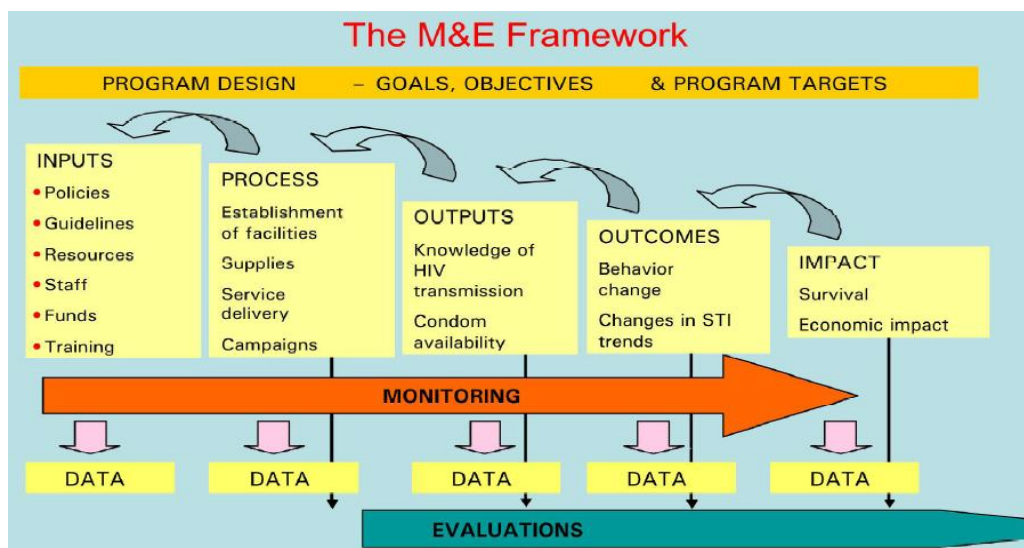 The M&E Framework
PROGRAM DESIGN – GOALS, OBJECTIVES & PROGRAM TARGETS
INPUTS
• Policies
• Guidelines
• Resources
• Staff
• Funds
• Training
PROCESS
Establishment
of facilities
Supplies
Service
delivery
Campaigns
OUTPUTS
Knowledge of
HIV
transmission
Condom
availability
OUTCOMES
Behavior
change
Changes in STI
trends
IMPACT
Survival
Economic impact
MONITORING
DATA
DATA
DATA
DATA
DATA
EVALUATIONS